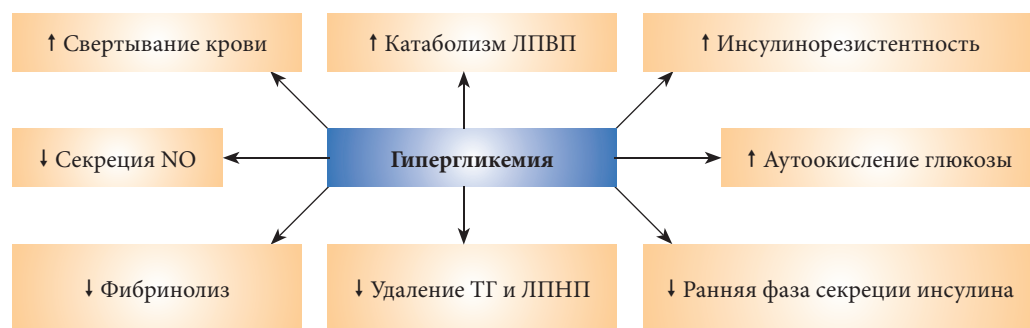 ↑ Свертывание крови
↑ Катаболизм ЛПВП
↑ Инсулинорезистентность
↓ Секреция NO
Гипергликемия
↑ Аутоокисление глюкозы
↓ Фибринолиз
↓ Удаление ТГ и ЛПНП
↓ Ранняя фаза секреции инсулина